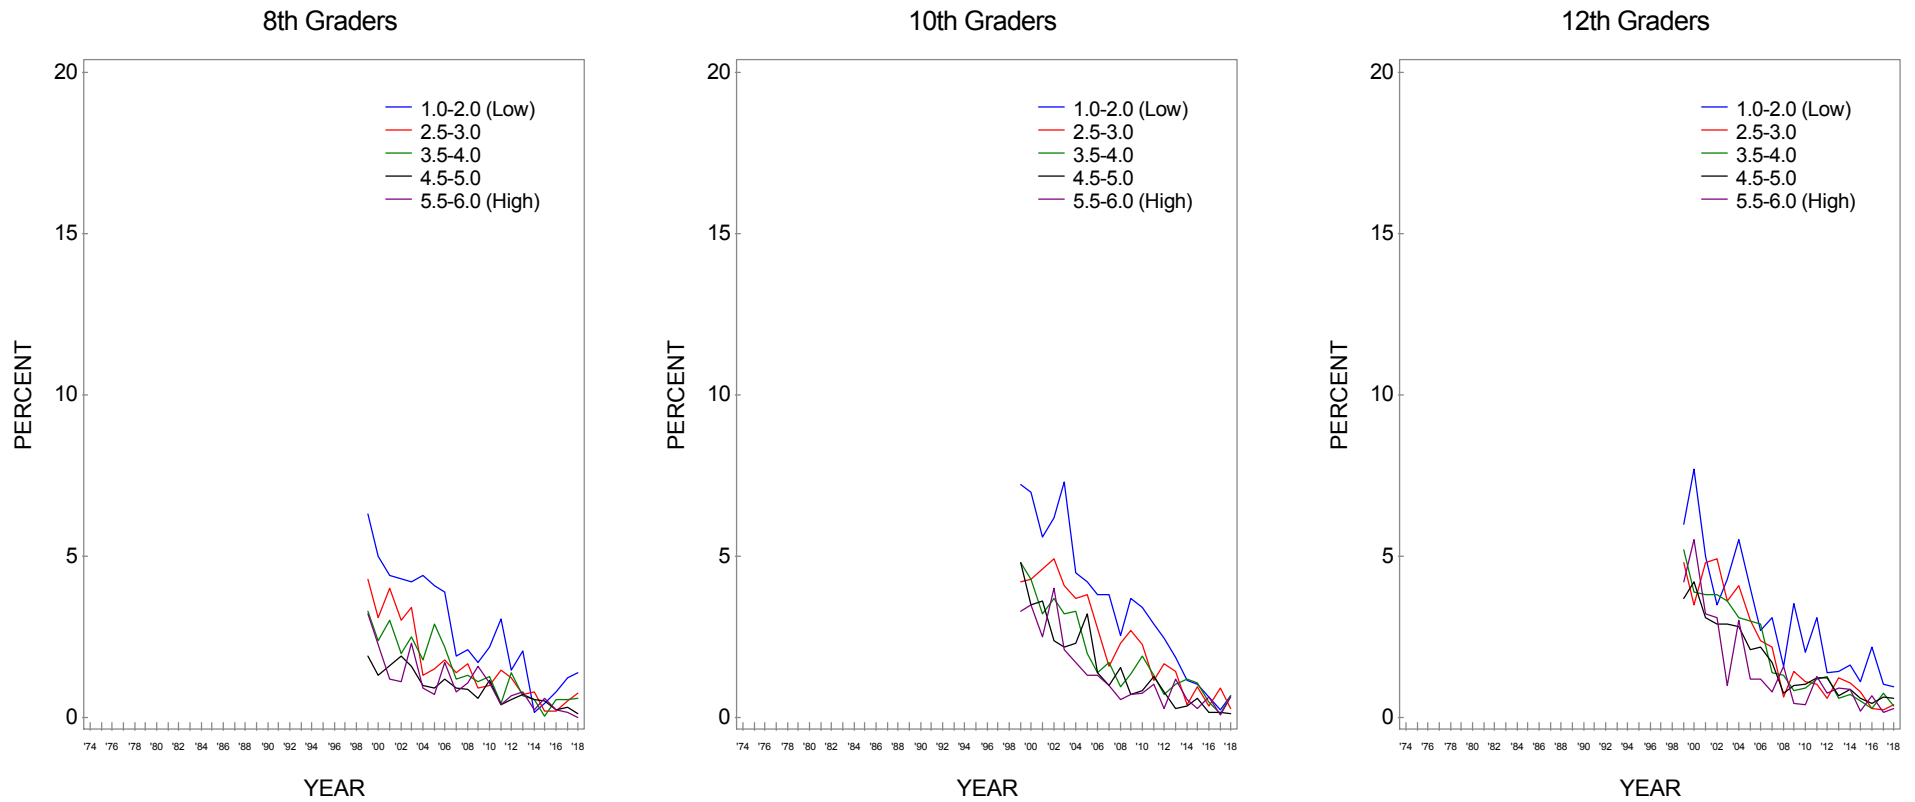 8th Graders
20
15
10
5
0
PERCENT
1.0-2.0 (Low)
2.5-3.0
3.5-4.0
4.5-5.0
5.5-6.0 (High)
'74 '76 '78 '80 '82 '84 '86 '88 '90 '92 '94 '96 '98 '00 '02 '04 '06 '08 '10 '12 '14 '16 '18
YEAR
10th Graders
20
15
10
5
0
PERCENT
1.0-2.0 (Low)
2.5-3.0
3.5-4.0
4.5-5.0
5.5-6.0 (High)
'74 '76 '78 '80 '82 '84 '86 '88 '90 '92 '94 '96 '98 '00 '02 '04 '06 '08 '10 '12 '14 '16 '18
YEAR
12th Graders
20
15
10
5
0
PERCENT
1.0-2.0 (Low)
2.5-3.0
3.5-4.0
4.5-5.0
5.5-6.0 (High)
'74 '76 '78 '80 '82 '84 '86 '88 '90 '92 '94 '96 '98 '00 '02 '04 '06 '08 '10 '12 '14 '16 '18
YEAR